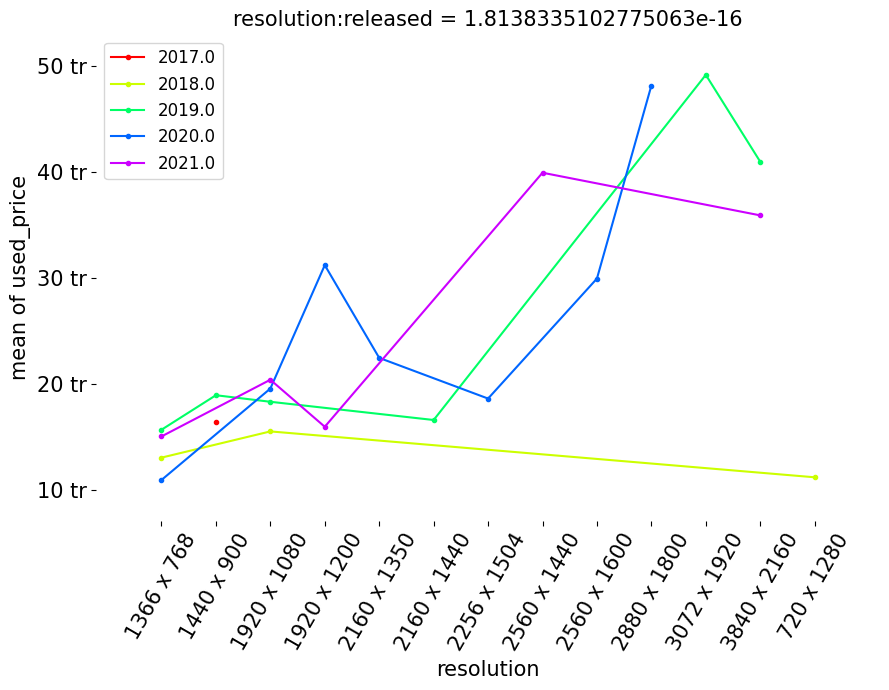 resolution:released = 1.8138335102775063e-16
2017.0
2018.0
2019.0
2020.0
2021.0
50 tr
40 tr
30 tr
20 tr
10 tr
mean of used_price
1366 x 768
1440 x 900
1920 x 1080
1920 x 1200
2160 x 1350
2160 x 1440
2256 x 1504
2560 x 1440
2560 x 1600
2880 x 1800
3072 x 1920
3840 x 2160
720 x 1280
resolution